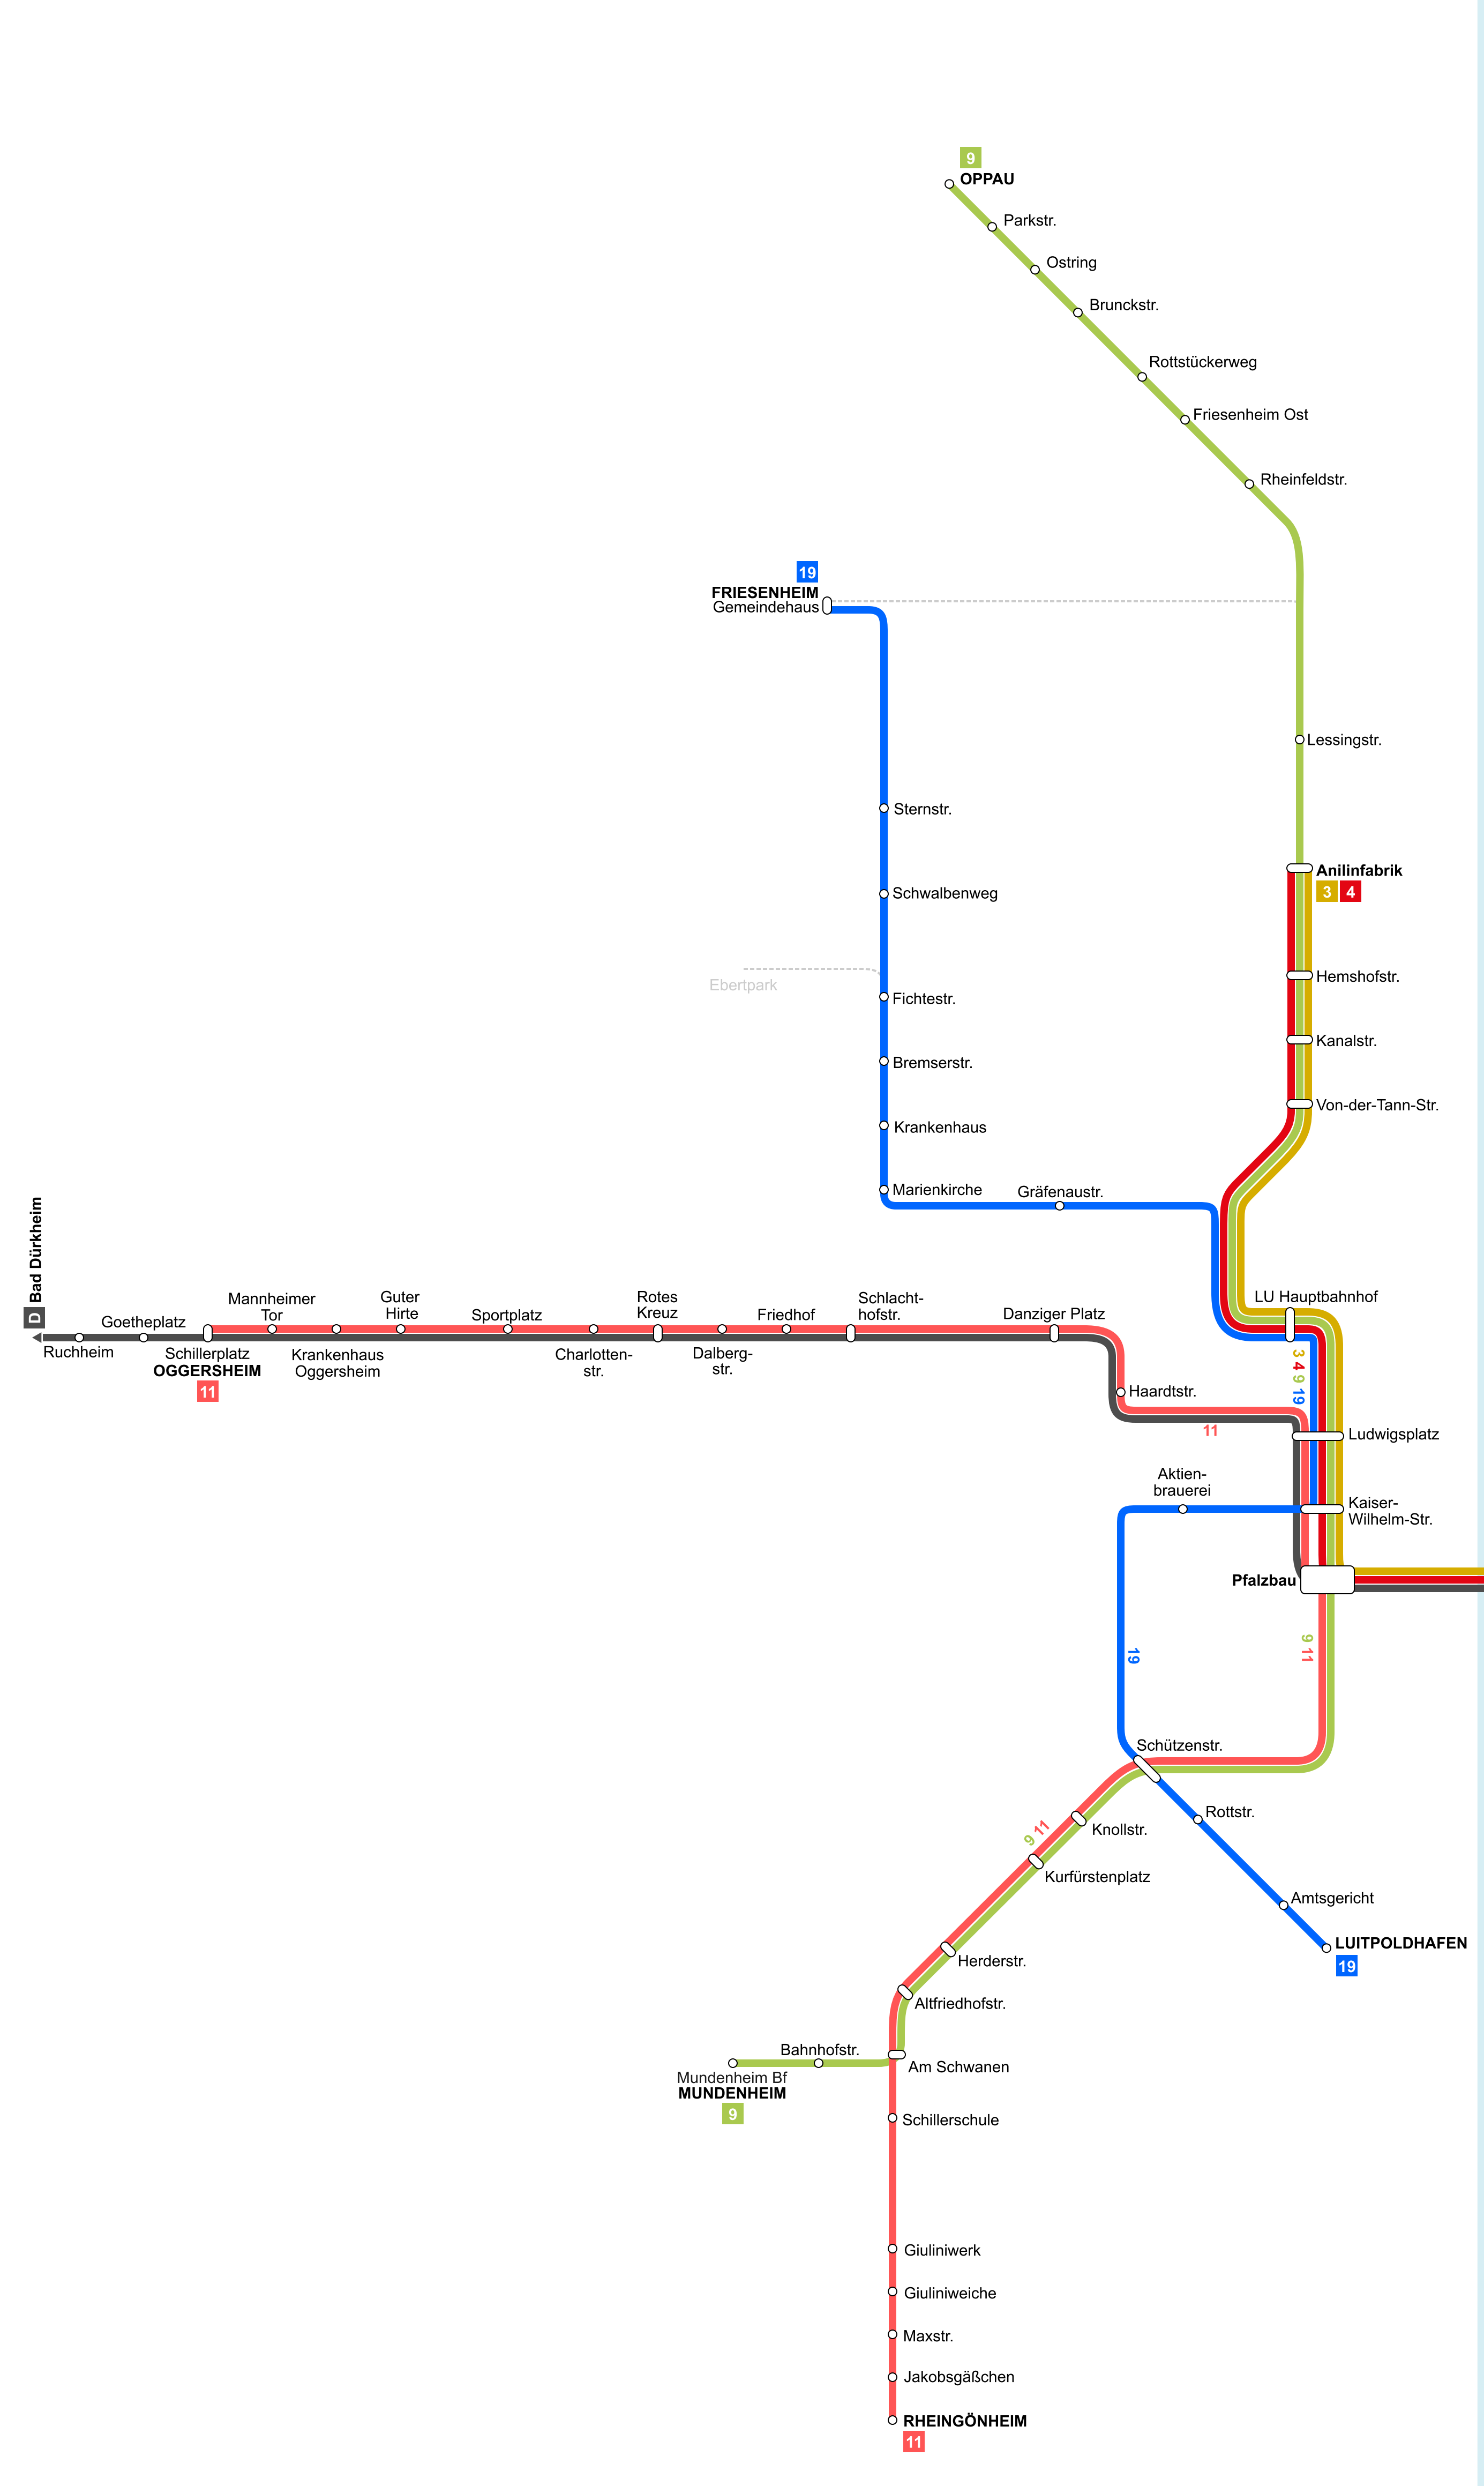 9
OPPAU
Parkstr.
Ostring
Brunckstr.
Rottstückerweg
Friesenheim Ost
Rheinfeldstr.
19
FRIESENHEIM
Gemeindehaus
Lessingstr.
Sternstr.
Anilinfabrik
3 4
Schwalbenweg
Ebertpark
Hemshofstr.
Fichtestr.
Kanalstr.
Bremserstr.
Von-der-Tann-Str.
Krankenhaus
Marienkirche
Gräfenaustr.
D Bad Dürkheim
Ruchheim
Goetheplatz
Schillerplatz
OGGERSHEIM
11
Mannheimer
Tor
Krankenhaus
Oggersheim
Guter
Hirte
Sportplatz
Charlotten-
str.
Rotes
Kreuz
Dalberg-
str.
Friedhof
Schlacht-
hofstr.
Danziger Platz
LU Hauptbahnhof
3 4 9 19
Haardtstr.
11
Ludwigsplatz
Aktien-
brauerei
Kaiser-
Wilhelm-Str.
Pfalzbau
9 11
19
Schützenstr.
Rottstr.
Knollstr.
9 11
Kurfürstenplatz
Amtsgericht
LUITPOLDHAFEN
19
Herderstr.
Altfriedhofstr.
Bahnhofstr.
Am Schwanen
Mundenheim Bf
MUNDENHEIM
9
Schillerschule
Giuliniwerk
Giuliniweiche
Maxstr.
Jakobsgäßchen
RHEINGÖNHEIM
11